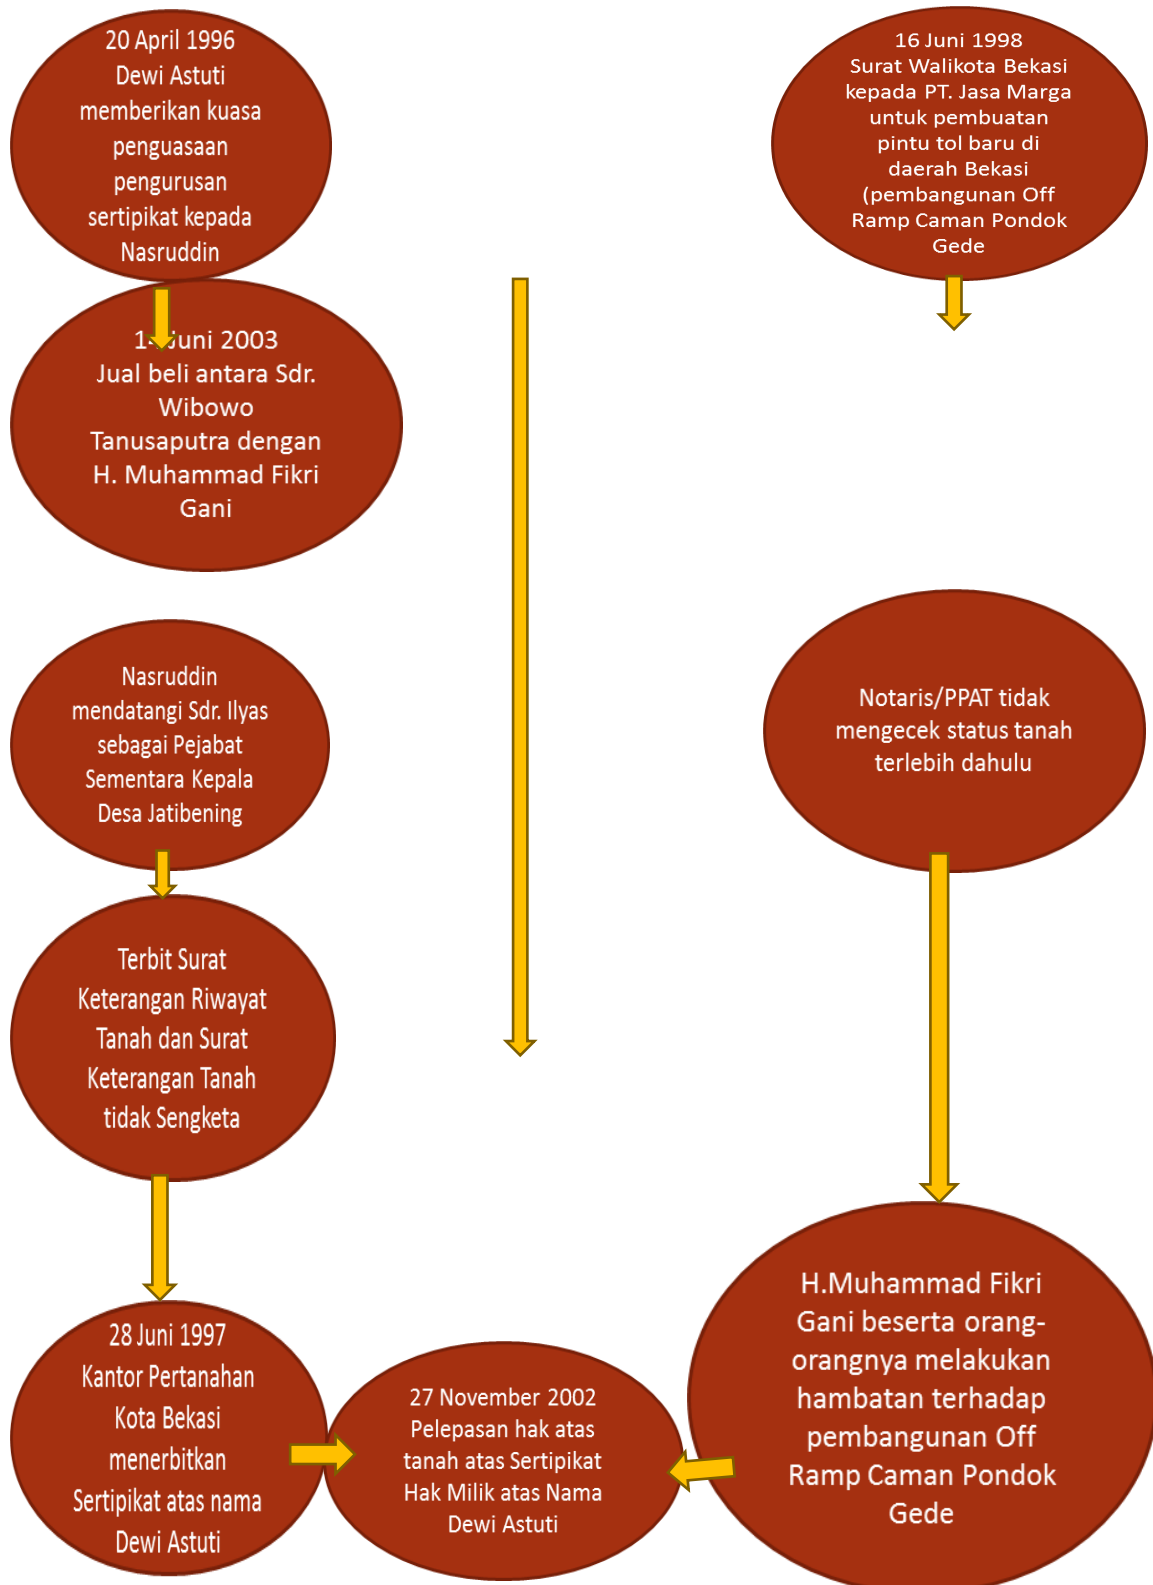 20 April 1996
Dewi Astuti
memberikan kuasa
penguasaan
pengurusan
sertipikat kepada
Nasruddin
16 Juni 1998
Surat Walikota Bekasi
kepada PT. Jasa Marga
untuk pembuatan
pintu tol baru di
daerah Bekasi
(pembangunan Off
Ramp Caman Pondok
Gede
Juni 2003
Jual beli antara Sdr.
Wibowo
Tanusaputra dengan
H. Muhammad Fikri
Gani
Nasruddin
mendatangi Sdr. Ilyas
sebagai Pejabat
Sementara Kepala
Desa Jatibening
Notaris/PPAT tidak
mengecek status tanah
terlebih dahulu
Terbit Surat
Keterangan Riwayat
Tanah dan Surat
Keterangan Tanah
tidak Sengketa
28 Juni 1997
Kantor Pertanahan
Kota Bekasi
menerbitkan
Sertipikat atas nama
Dewi Astuti
27 November 2002
Pelepasan hak atas
tanah atas Sertipikat
Hak Milik atas Nama
Dewi Astuti
H.Muhammad Fikri
Gani beserta orang-
orangnya melakukan
hambatan terhadap
pembangunan Off
Ramp Caman Pondok
Gede